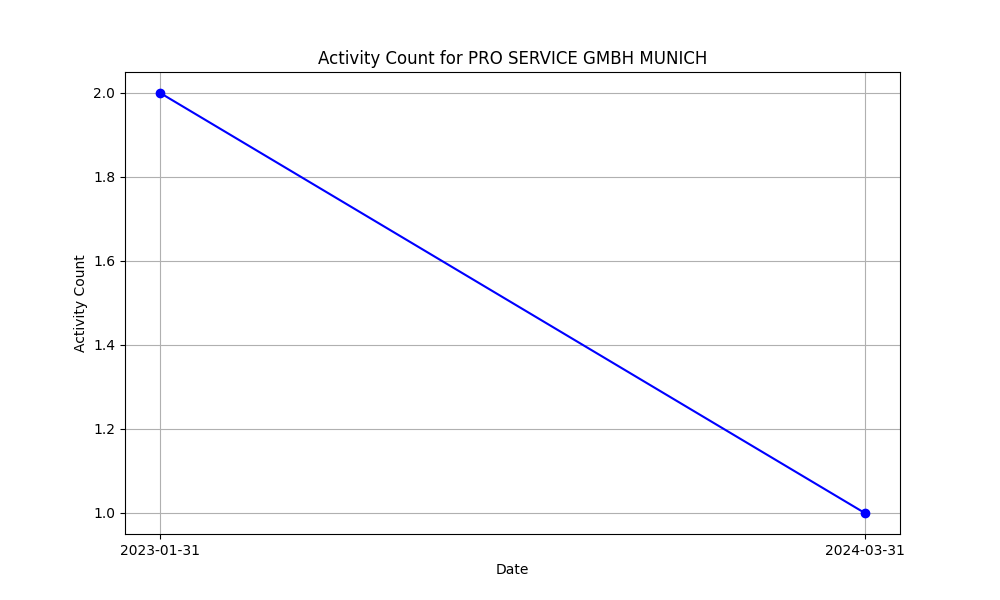 Activity Count for PRO SERVICE GMBH MUNICH
2.0
1.8
1.6
1.4
1.2
1.0
Activity Count
2023-01-31
2024-03-31
Date